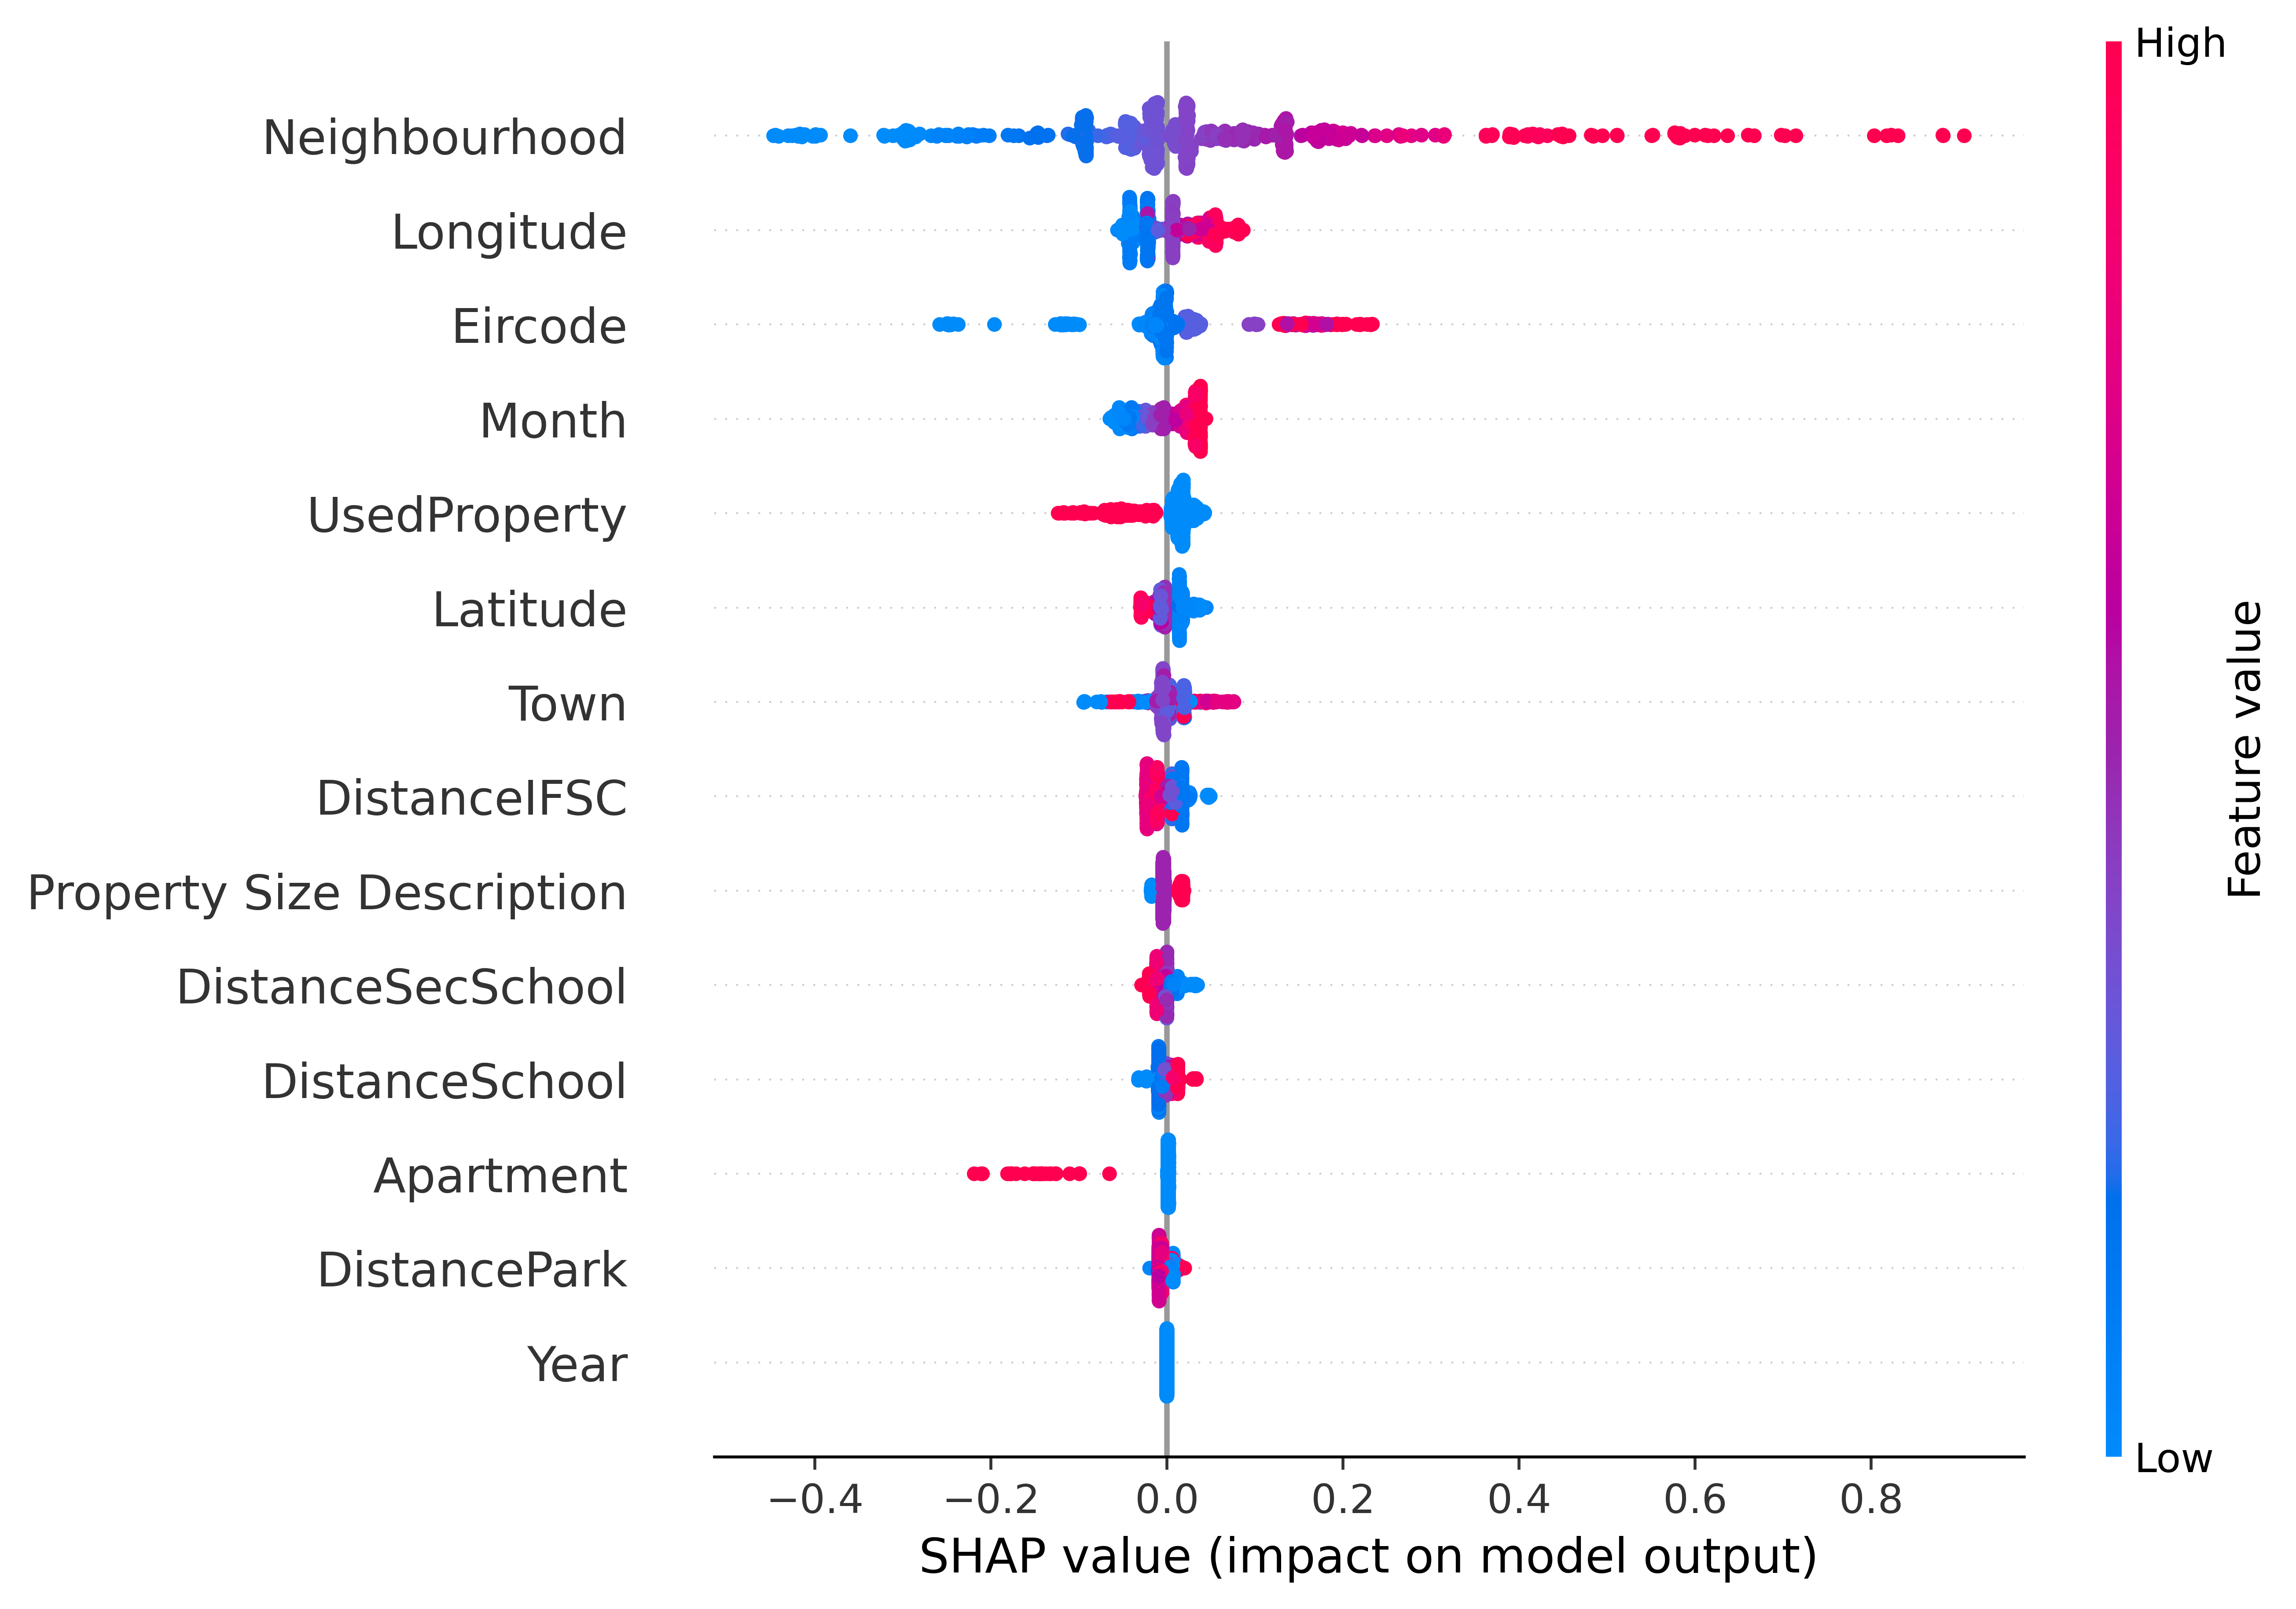 High
Neighbourhood
Longitude
Eircode
Month
UsedProperty
Latitude
Town
DistanceIFSC
Property Size Description
DistanceSecSchool
DistanceSchool
Apartment
DistancePark
Year
Feature value
Low
−0.4 −0.2 0.0 0.2 0.4 0.6 0.8
SHAP value (impact on model output)